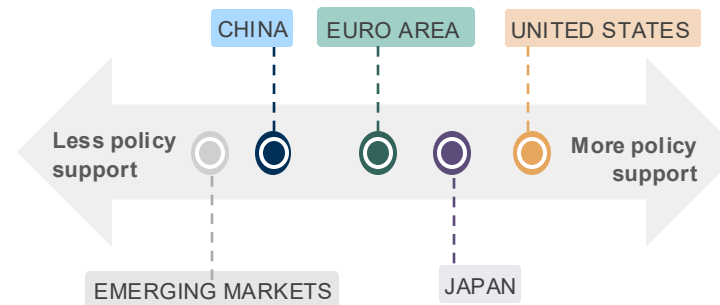 CHINA
EURO AREA
UNITED STATES
Less policy
support
More policy
support
EMERGING MARKETS
JAPAN